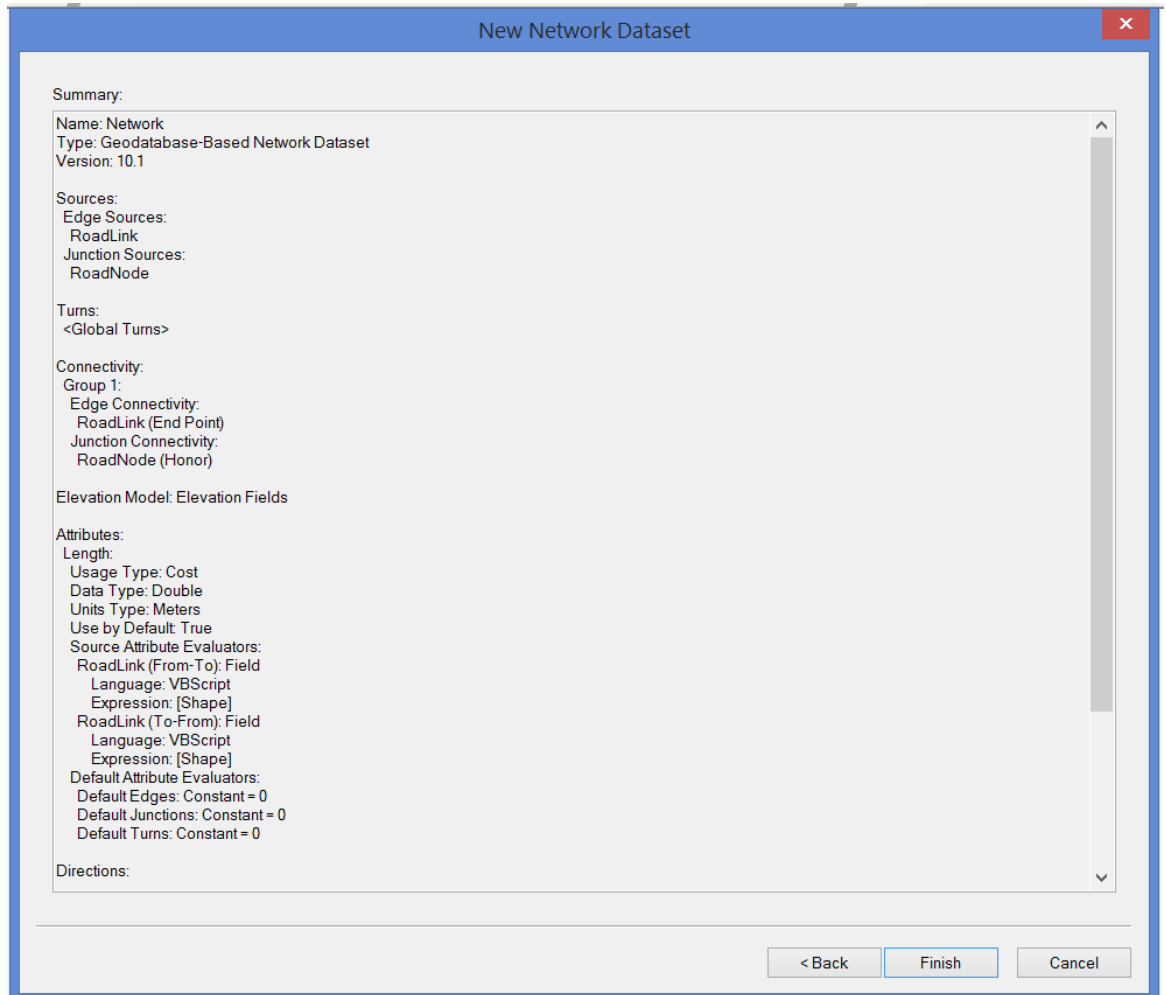 New Network Dataset
Summary:
Name: Network
Type: Geodatabase-Based Network Dataset
Version: 10.1
Sources:
Edge Sources:
RoadLink
Junction Sources:
RoadNode
Turns:
<Global Turns>
Connectivity:
Group 1:
Edge Connectivity:
RoadLink (End Point)
Junction Connectivity:
RoadNode (Honor)
Elevation Model: Elevation Fields
Attributes:
Length:
Usage Type: Cost
Data Type: Double
Units Type: Meters
Use by Default: True
Source Attribute Evaluators:
RoadLink (From-To): Field
Language: VBScript
Expression: [Shape]
RoadLink (To-From): Field
Language: VBScript
Expression: [Shape]
Default Attribute Evaluators:
Default Edges: Constant = 0
Default Junctions: Constant = 0
Default Turns: Constant = 0
Directions:
< Back Finish Cancel